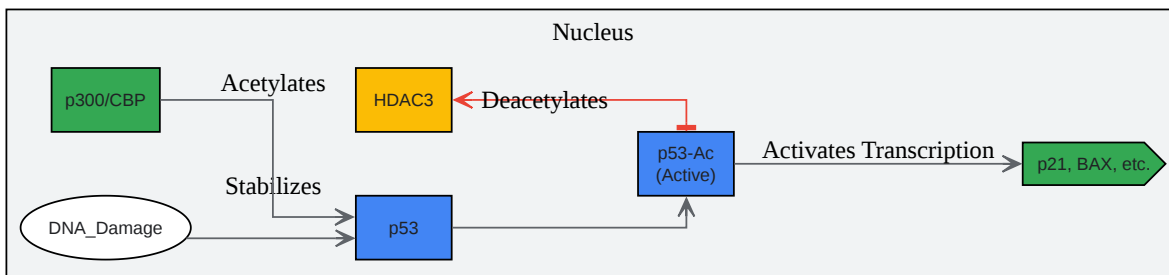 Nucleus
Acetylates
p300/CBP
HDAC3
Deacetylates
p53-Ac
(Active)
Activates Transcription
p21, BAX, etc.
Stabilizes
DNA_Damage
p53